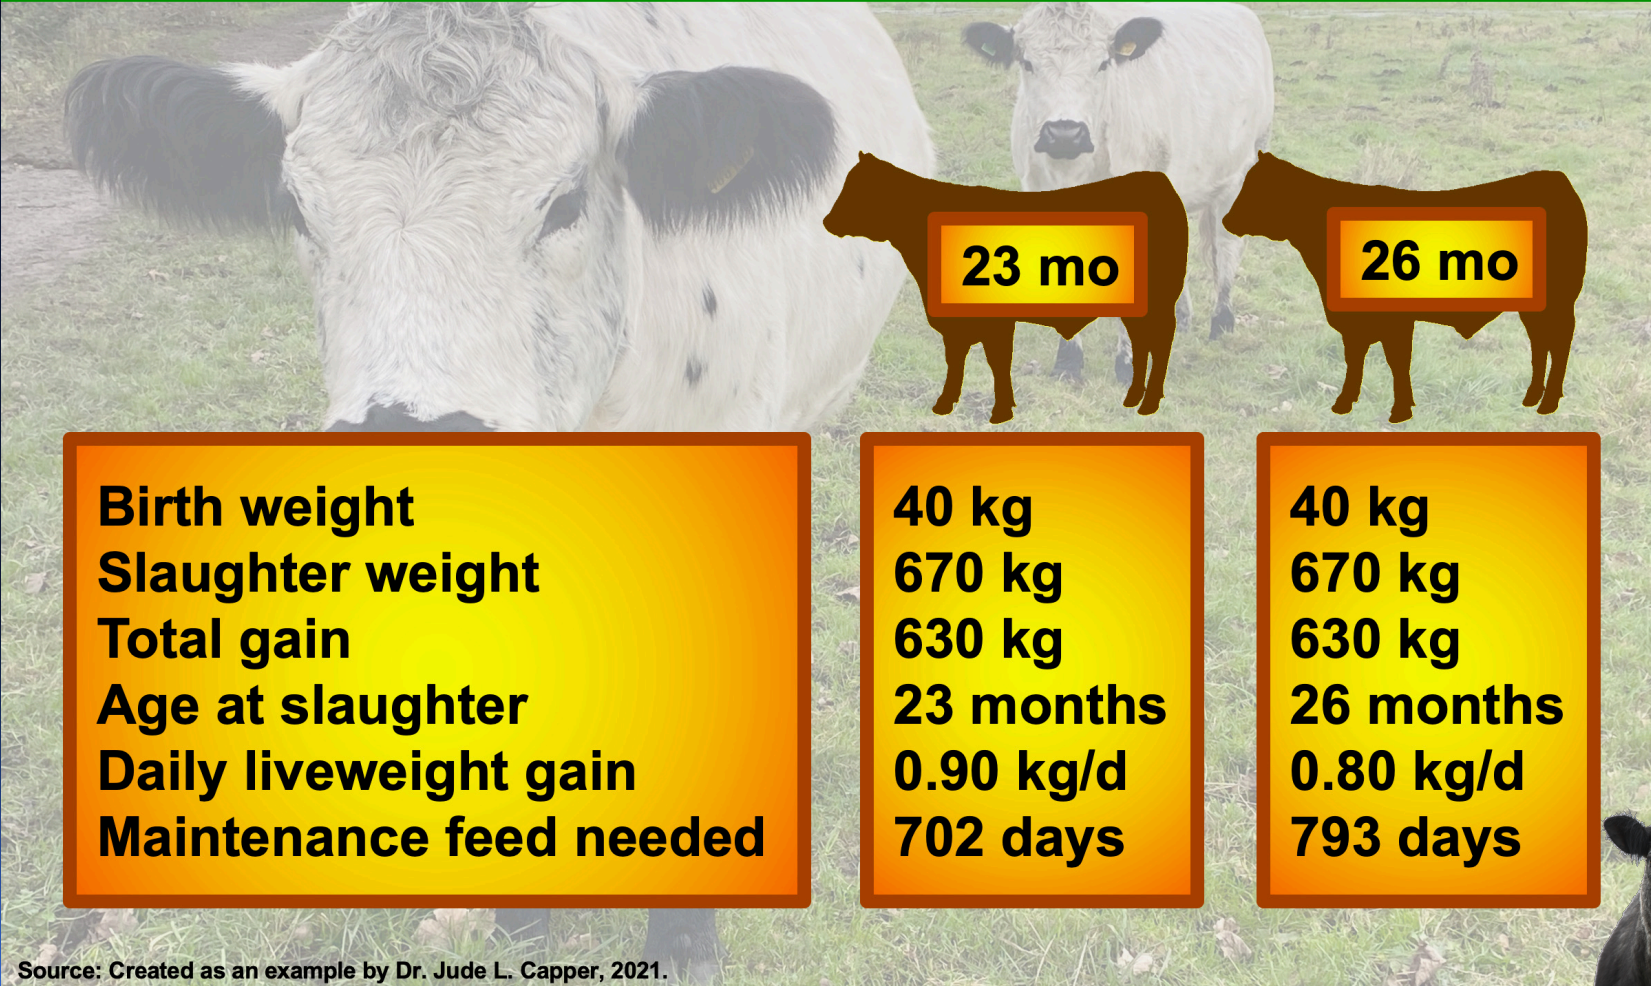 23 mo
26 mo
Birth weight 40 kg 40 kg
Slaughter weight 670 kg 670 kg
Total gain 630 kg 630 kg
Age at slaughter 23 months 26 months
Daily liveweight gain 0.90 kg/d 0.80 kg/d
Maintenance feed needed 702 days 793 days
Source: Created as an example by Dr. Jude L. Capper, 2021.